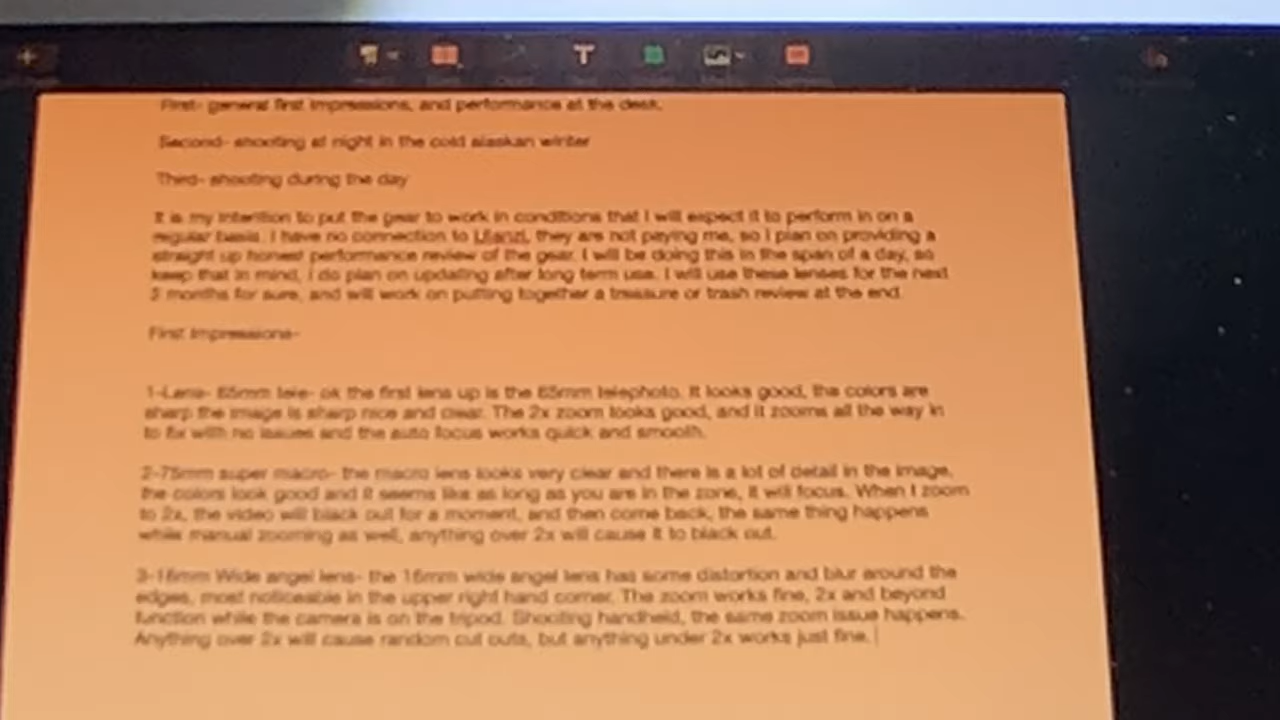 First- general first impressions, and performance at the desk.
Second- shooting at night in the cold alaskan winter
Third- shooting during the day
It is my intention to put the gear to work in conditions that I will expect it to perform in on a
regular basis. I have no connection to Ulanzi, they are not paying me, so I plan on providing a
straight up honest performance review of the gear. I will be doing this in the span of a day, so
keep that in mind, I do plan on updating after long term use. I will use these lenses for the next
months for sure, and will work on putting together a treasure or trash review at the end.
First Impressions-
1-Lens- 65mm tele- ok the first lens up is the 65mm telephoto. It looks good, the colors are
sharp the image is sharp nice and clear. The 2x zoom looks good, and it zooms all the way in
to 6x with no issues and the auto focus works quick and smooth.
2-75mm super macro- the macro lens looks very clear and there is a lot of detail in the image,
the colors look good and it seems like as long as you are in the zone, it will focus. When I zoom
to 2x, the video will black out for a moment, and then come back, the same thing happens
while manual zooming as well, anything over 2x will cause it to black out.
3-16mm Wide angel lens- the 16mm wide angel lens has some distortion and blur around the
edges, most noticeable in the upper right hand corner. The zoom works fine, 2x and beyond
function while the camera is on the tripod. Shooting handheld, the same zoom issue happens.
Anything over 2x will cause random cut outs, but anything under 2x works just fine.